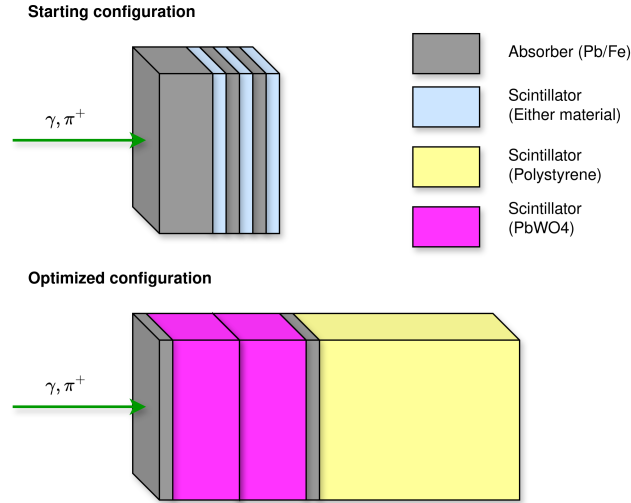 Starting configuration
γ, π⁺
Absorber (Pb/Fe)
Scintillator
(Either material)
Scintillator
(Polystyrene)
Scintillator
(PbWO4)
Optimized configuration
γ, π⁺